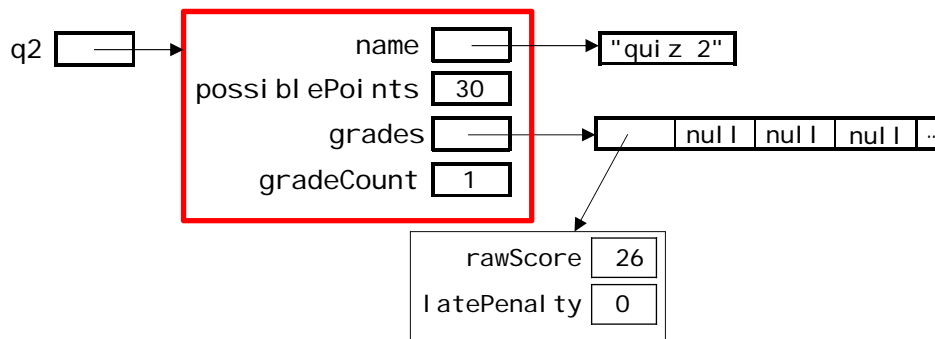 q2
name "quiz 2"
possiblePoints 30
grades null null null ...
gradeCount 1
rawScore 26
latePenalty 0